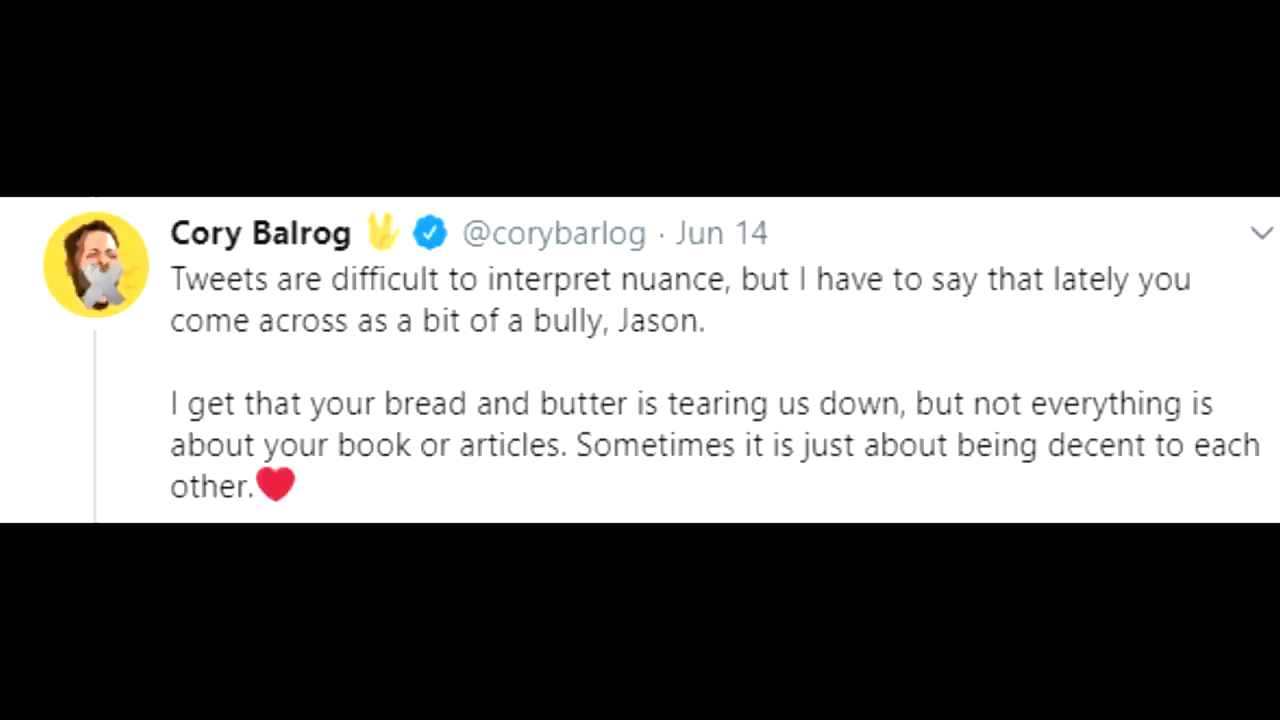 Cory Balrog 🖖 @corybarlog · Jun 14
Tweets are difficult to interpret nuance, but I have to say that lately you
come across as a bit of a bully, Jason.
I get that your bread and butter is tearing us down, but not everything is
about your book or articles. Sometimes it is just about being decent to each
other.❤️